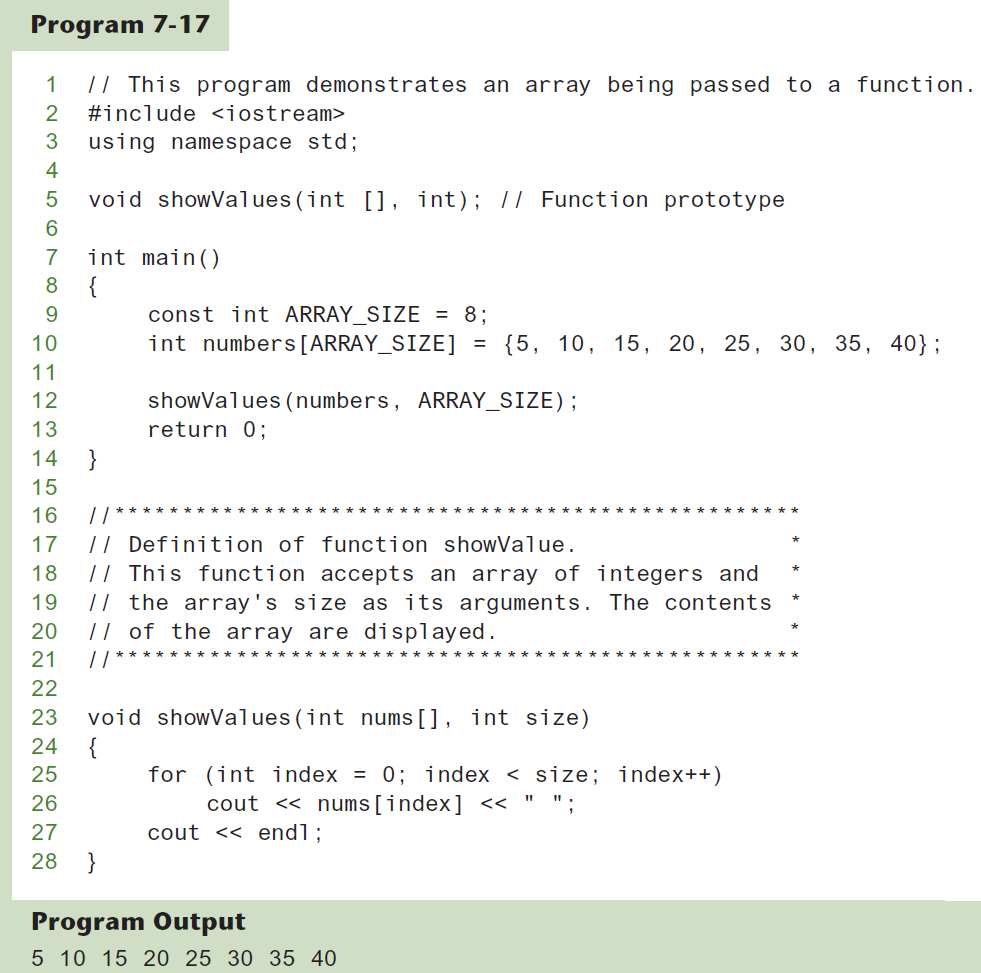 Program 7-17
1 // This program demonstrates an array being passed to a function.
2 #include <iostream>
3 using namespace std;
4
5 void showValues(int [], int); // Function prototype
6
7 int main()
8 {
9 const int ARRAY_SIZE = 8;
10 int numbers[ARRAY_SIZE] = {5, 10, 15, 20, 25, 30, 35, 40};
11
12 showValues(numbers, ARRAY_SIZE);
13 return 0;
14 }
15
16 //***************************************************
17 // Definition of function showValue. *
18 // This function accepts an array of integers and *
19 // the array's size as its arguments. The contents *
20 // of the array are displayed. *
21 //***************************************************
22
23 void showValues(int nums[], int size)
24 {
25 for (int index = 0; index < size; index++)
26 cout << nums[index] << " ";
27 cout << endl;
28 }
Program Output
5 10 15 20 25 30 35 40